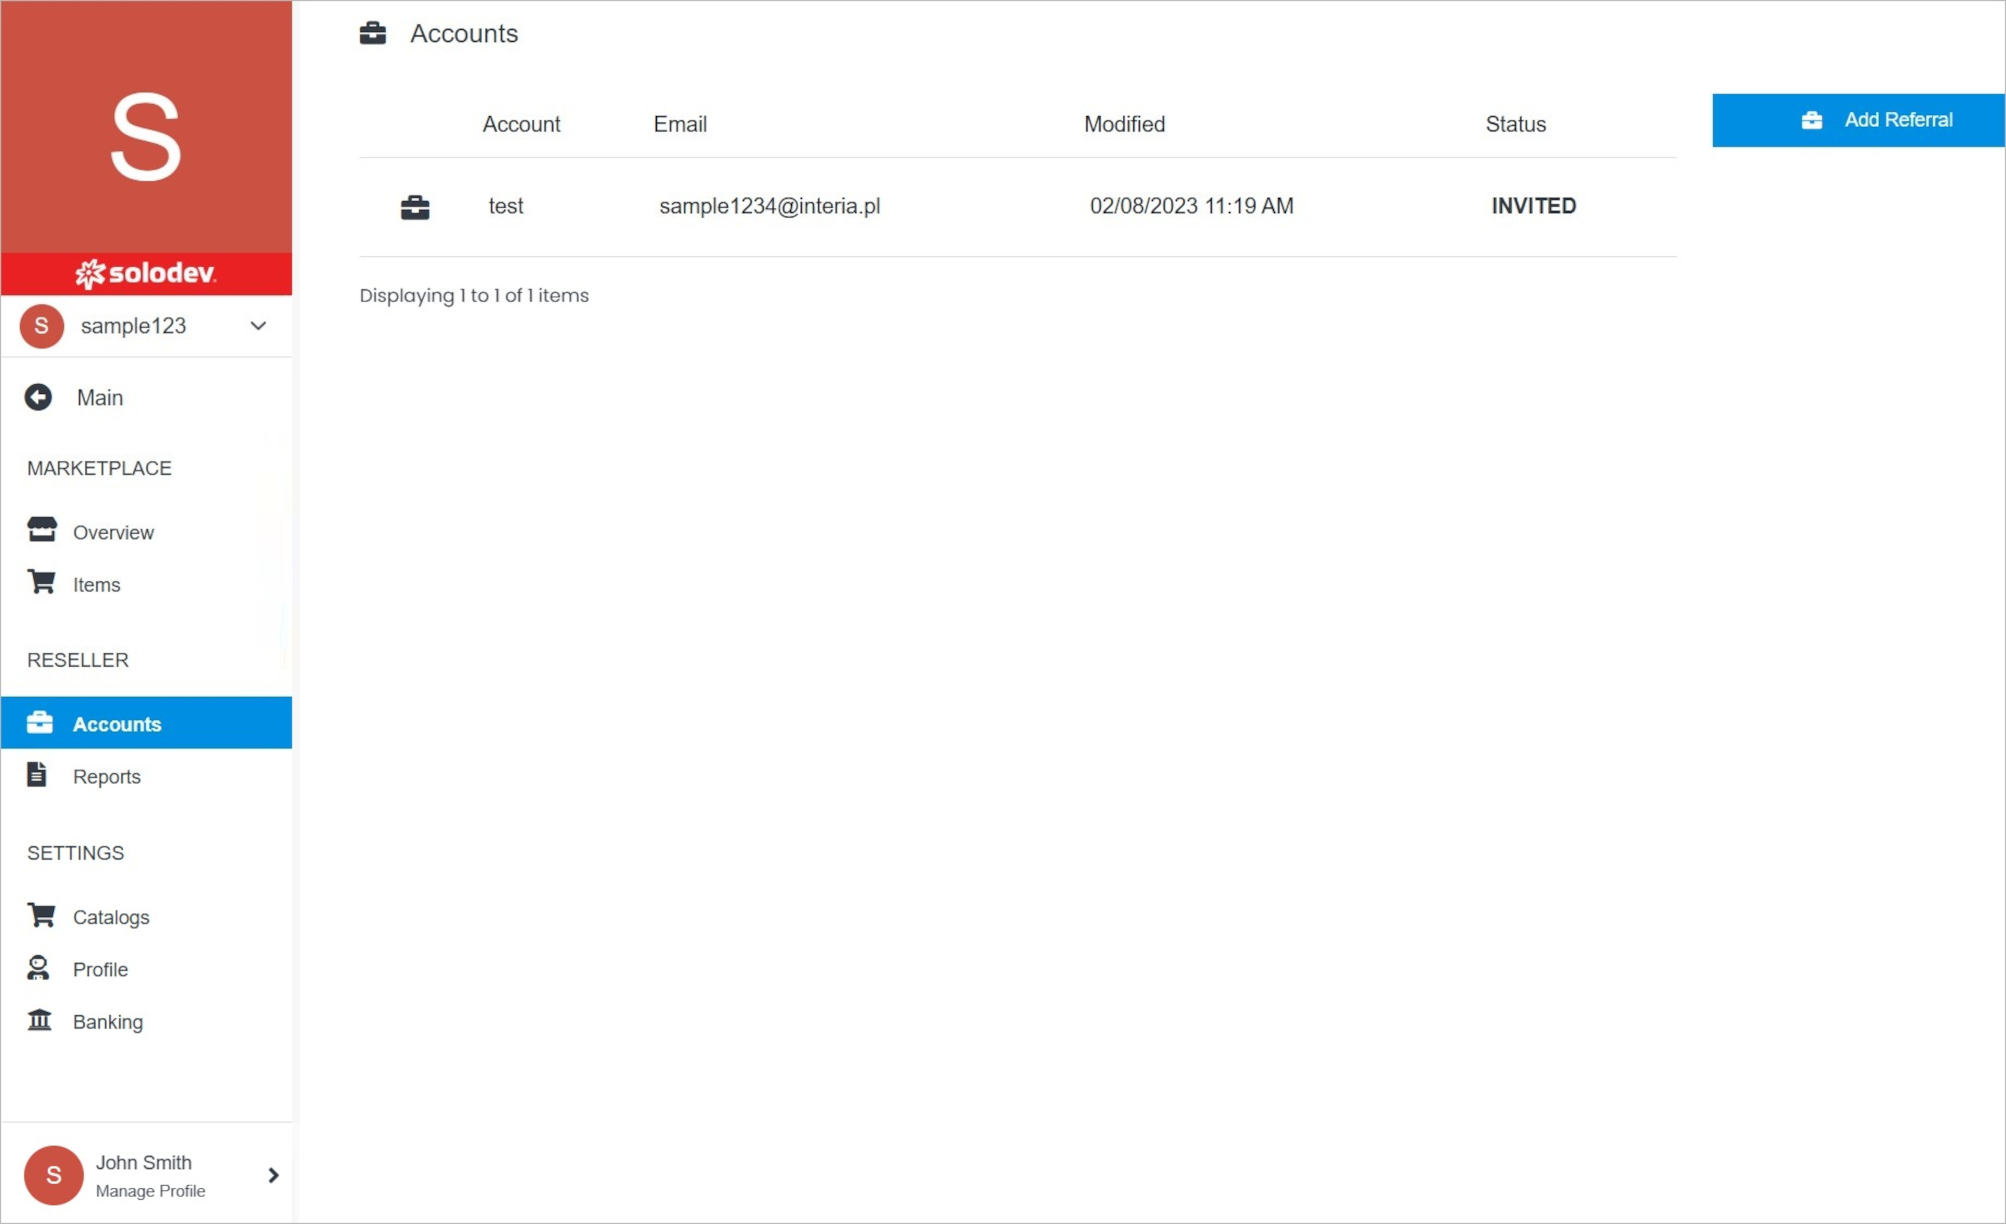 S
solodev
S sample123
Main
MARKETPLACE
Overview
Items
RESELLER
Accounts
Reports
SETTINGS
Catalogs
Profile
Banking
S John Smith
Manage Profile
Accounts
Account Email Modified Status
test sample1234@interia.pl 02/08/2023 11:19 AM INVITED
Displaying 1 to 1 of 1 items
Add Referral